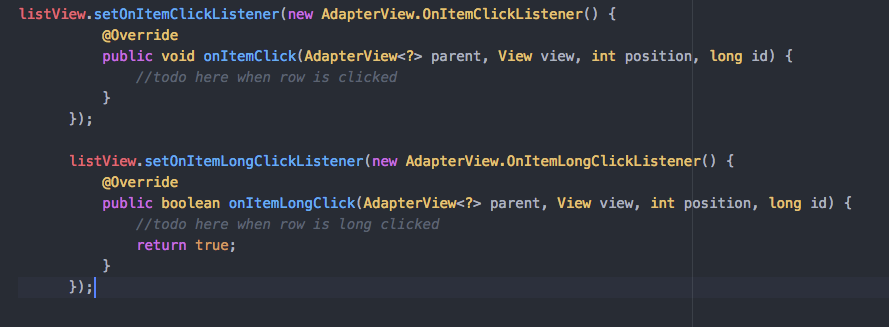 listView.setOnItemClickListener(new AdapterView.OnItemClickListener() {
@Override
public void onItemClick(AdapterView<?> parent, View view, int position, long id) {
//todo here when row is clicked
}
});
listView.setOnItemLongClickListener(new AdapterView.OnItemLongClickListener() {
@Override
public boolean onItemLongClick(AdapterView<?> parent, View view, int position, long id) {
//todo here when row is long clicked
return true;
}
});